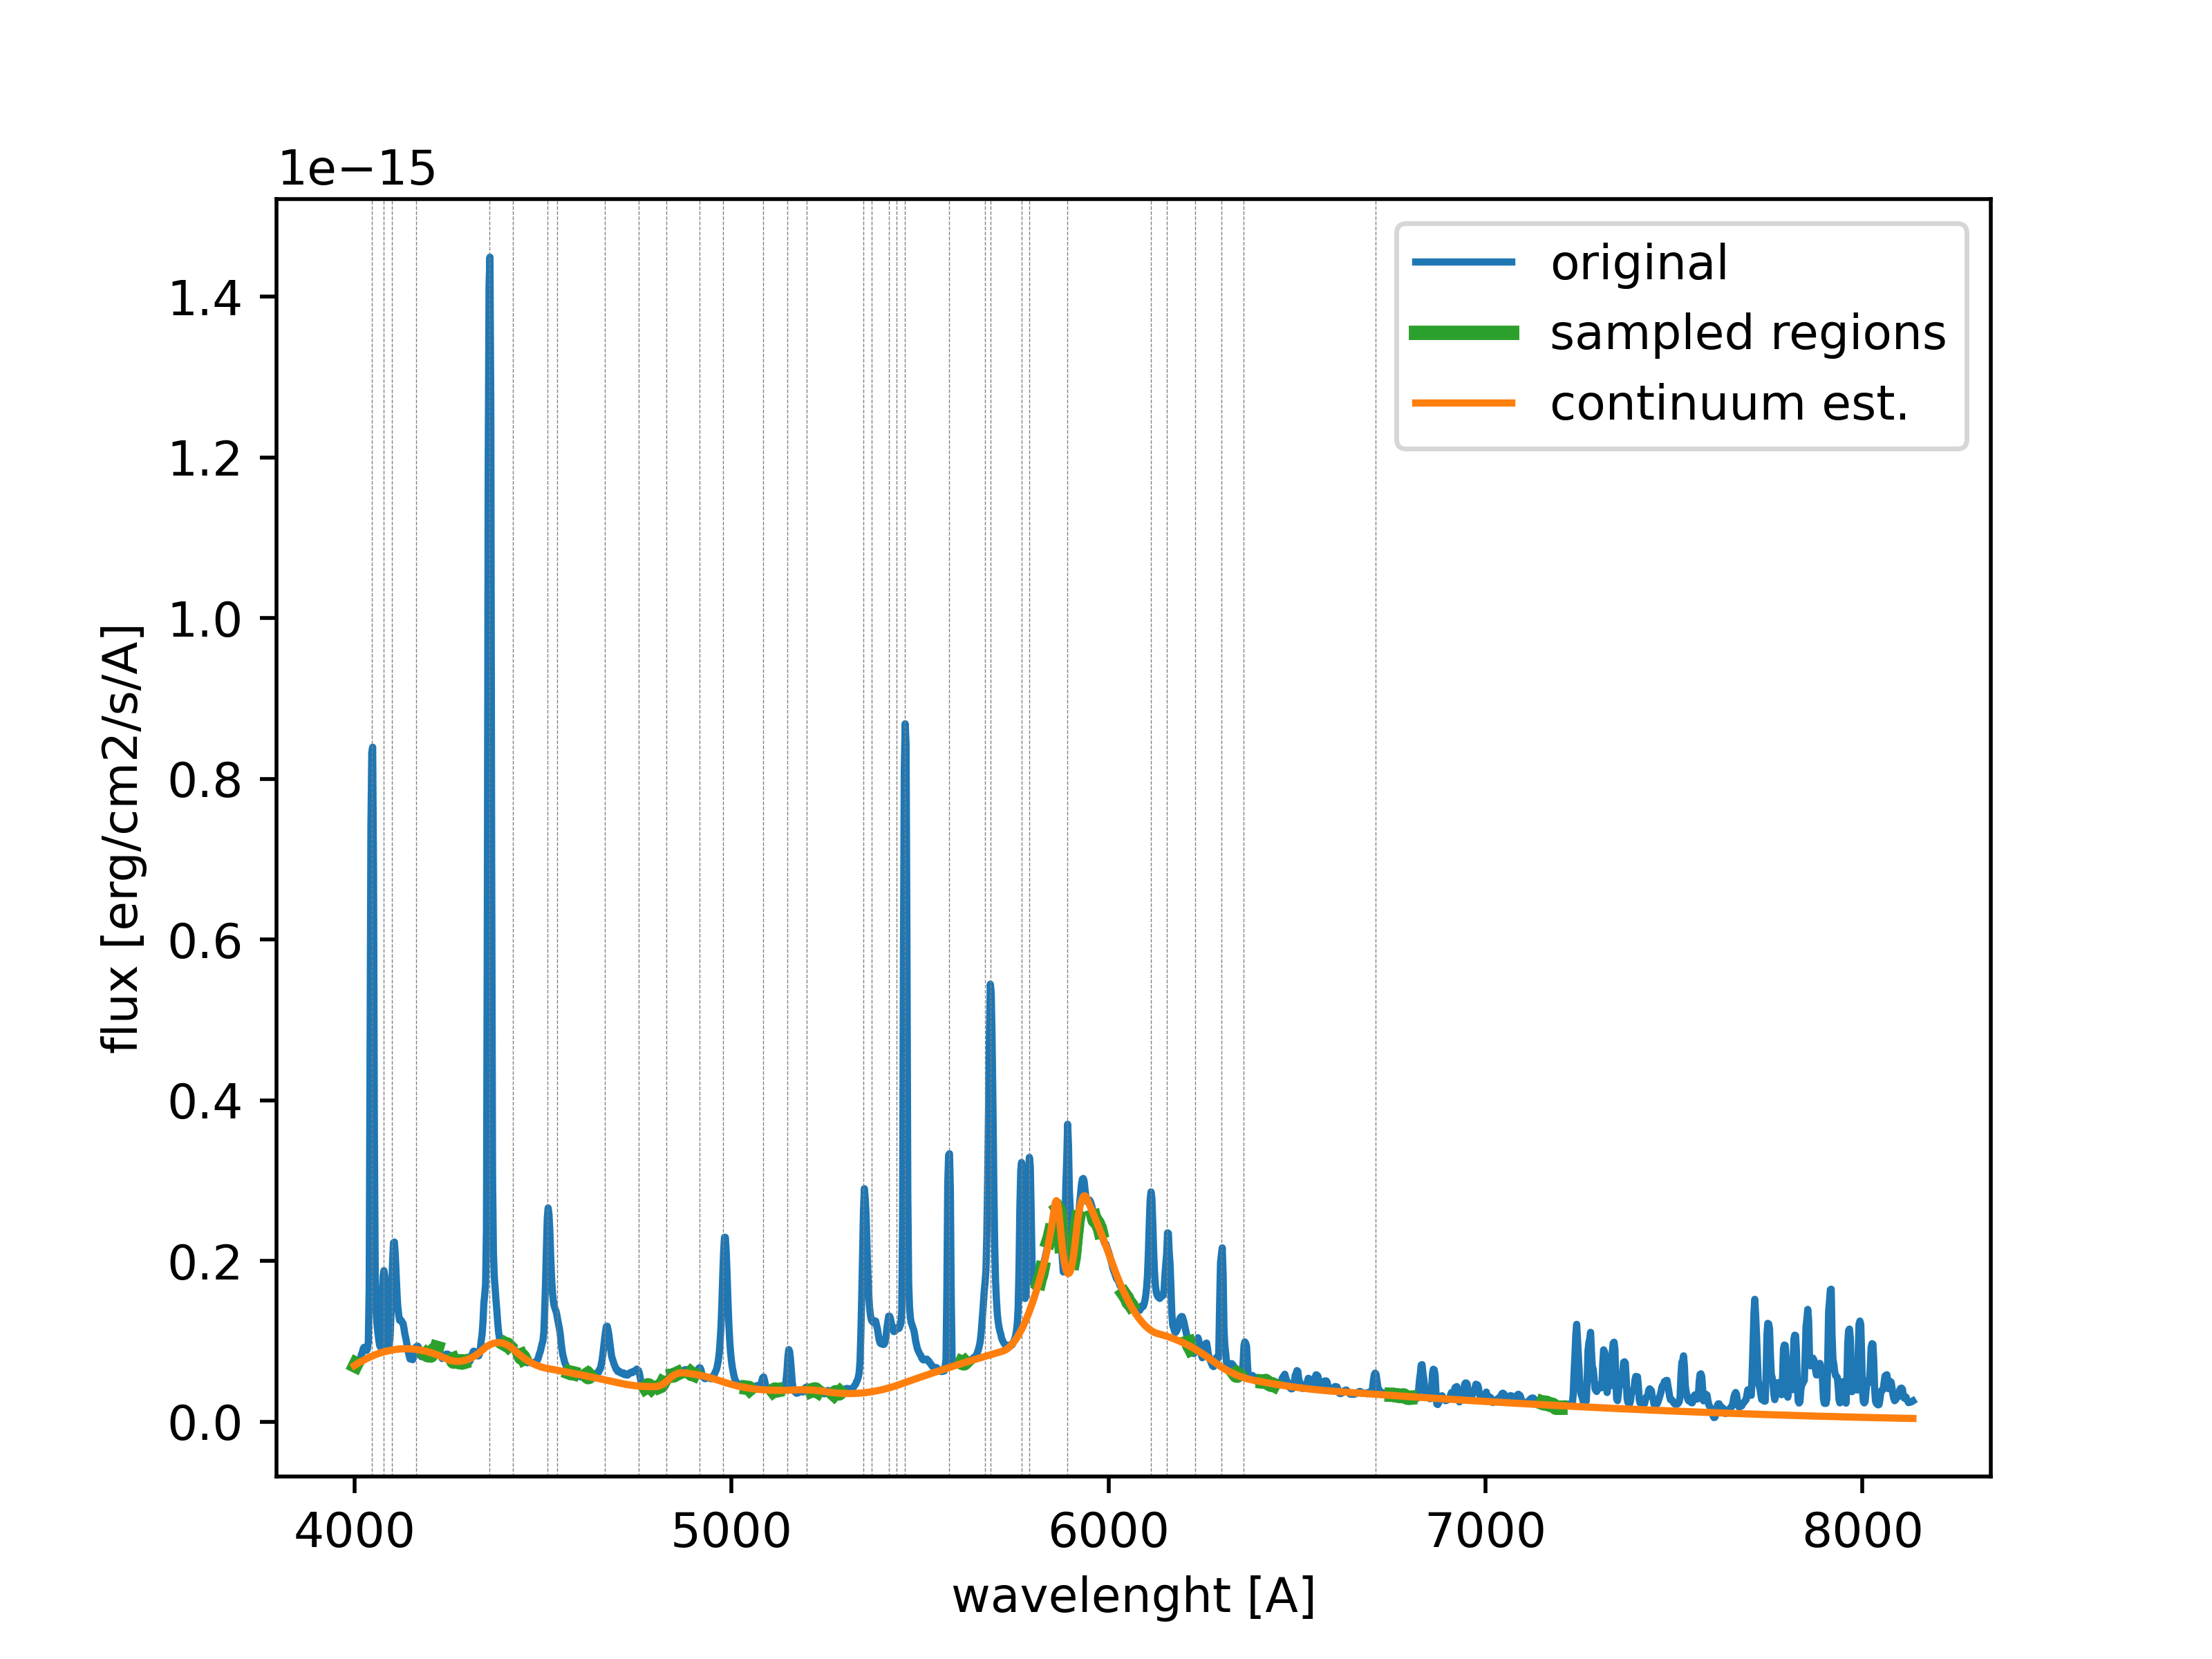 1e−15
original
sampled regions
continuum est.
flux [erg/cm2/s/A]
1.4
1.2
1.0
0.8
0.6
0.4
0.2
0.0
4000 5000 6000 7000 8000
wavelenght [A]